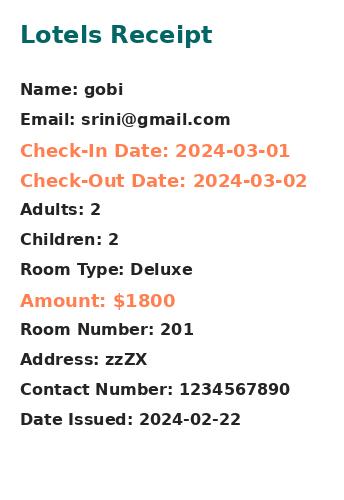 Lotels Receipt
Name: gobi
Email: srini@gmail.com
Check-In Date: 2024-03-01
Check-Out Date: 2024-03-02
Adults: 2
Children: 2
Room Type: Deluxe
Amount: $1800
Room Number: 201
Address: zzZX
Contact Number: 1234567890
Date Issued: 2024-02-22